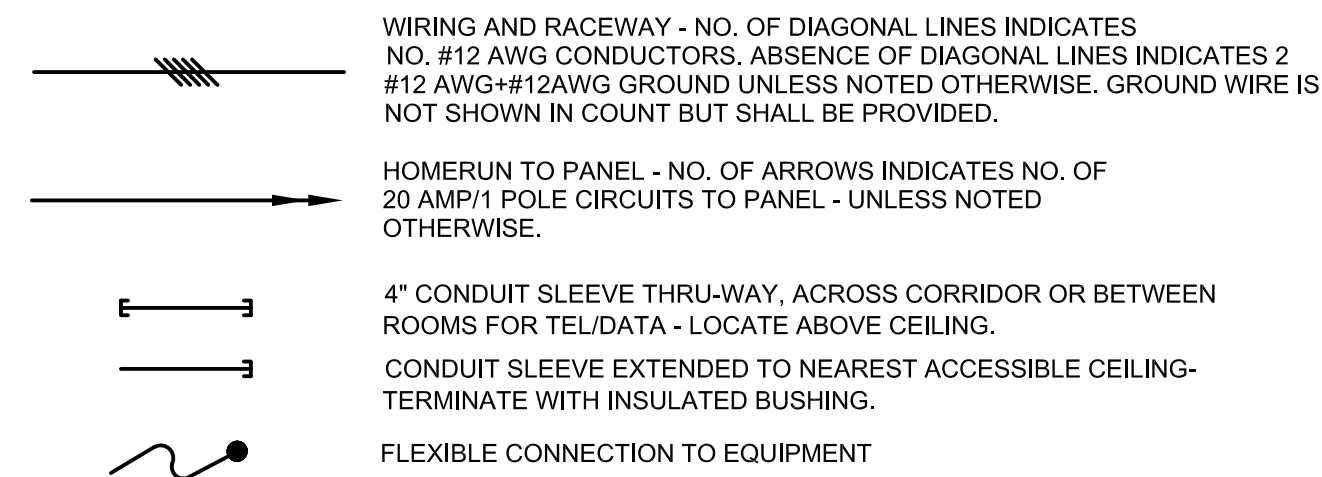 WIRING AND RACEWAY - NO. OF DIAGONAL LINES INDICATES
NO. #12 AWG CONDUCTORS. ABSENCE OF DIAGONAL LINES INDICATES 2
#12 AWG+#12AWG GROUND UNLESS NOTED OTHERWISE. GROUND WIRE IS
NOT SHOWN IN COUNT BUT SHALL BE PROVIDED.
HOMERUN TO PANEL - NO. OF ARROWS INDICATES NO. OF
20 AMP/1 POLE CIRCUITS TO PANEL - UNLESS NOTED
OTHERWISE.
4" CONDUIT SLEEVE THRU-WAY, ACROSS CORRIDOR OR BETWEEN
ROOMS FOR TEL/DATA - LOCATE ABOVE CEILING.
CONDUIT SLEEVE EXTENDED TO NEAREST ACCESSIBLE CEILING-
TERMINATE WITH INSULATED BUSHING.
FLEXIBLE CONNECTION TO EQUIPMENT